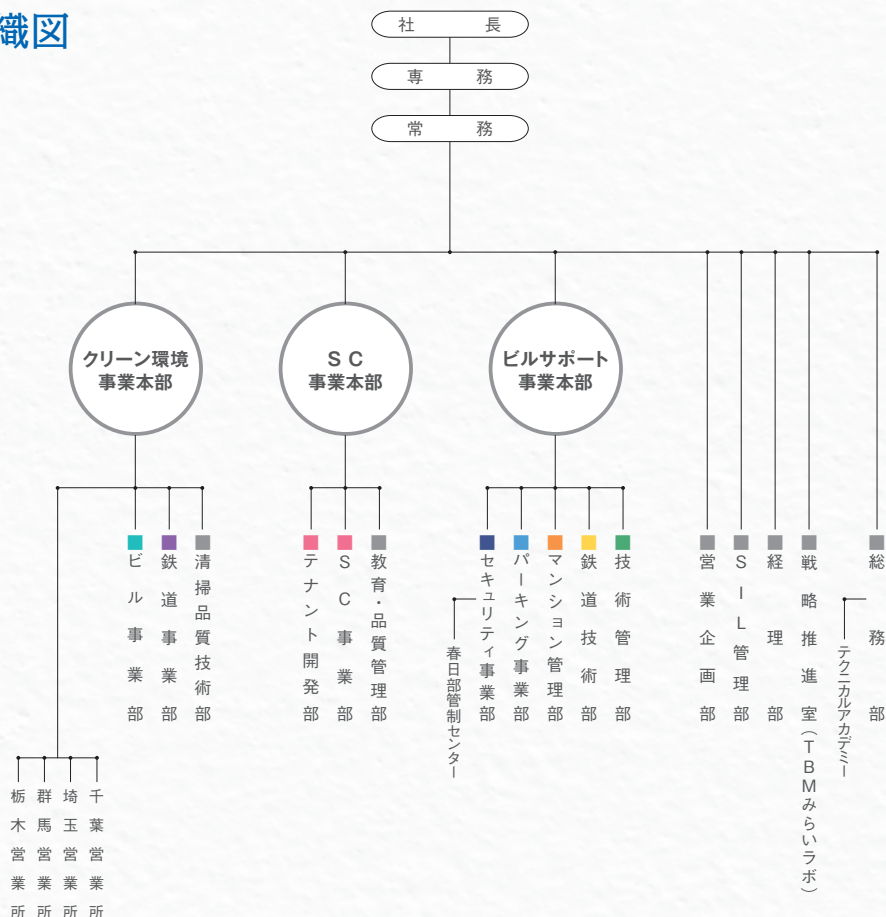 織図
社長
専務
常務
クリーン環境
事業本部
SC
事業本部
ビルサポート
事業本部
ビル事業部
鉄道事業部
清掃品質技術部
テナント開発部
SC事業部
教育・品質管理部
セキュリティ事業部
春日部管制センター
パーキング事業部
マンション管理部
鉄道技術部
技術管理部
営業企画部
SIL管理部
経理部
戦略推進室(TBMみらいラボ)
総務部
テクニカルアカデミー
栃木営業所
群馬営業所
埼玉営業所
千葉営業所